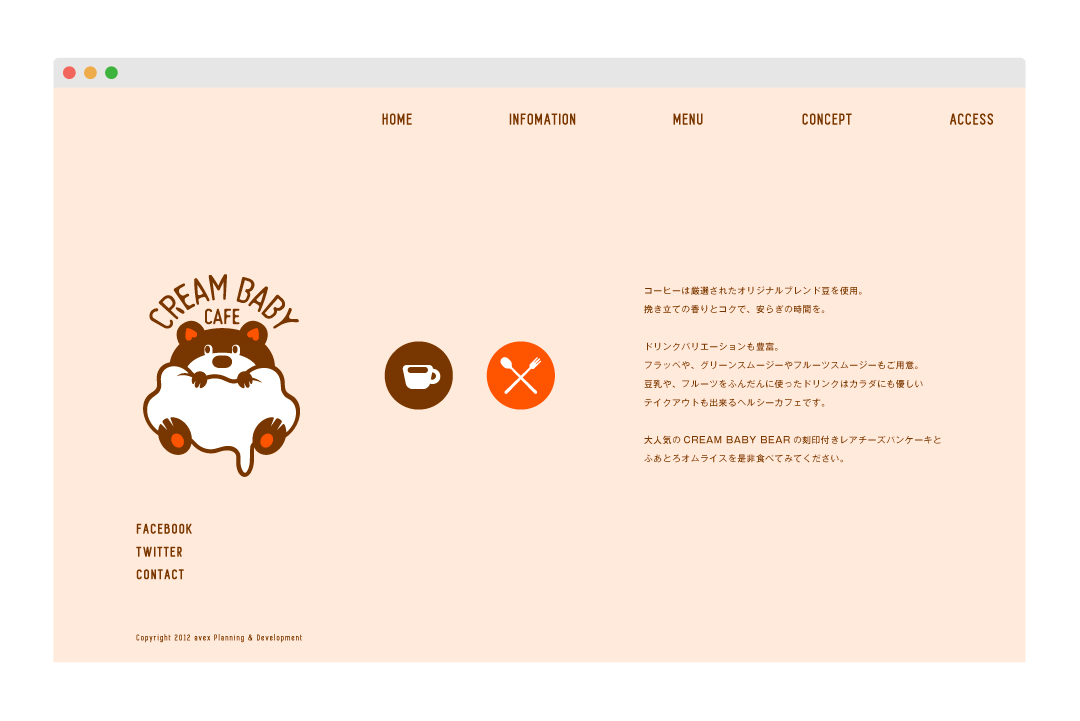 HOME
INFOMATION
MENU
CONCEPT
ACCESS
CREAM BABY
CAFE
コーヒーは厳選されたオリジナルブレンド豆を使用。
挽き立ての香りとコクで、安らぎの時間を。
ドリンクバリエーションも豊富。
フラッペや、グリーンスムージーやフルーツスムージーもご用意。
豆乳や、フルーツをふんだんに使ったドリンクはカラダにも優しい
テイクアウトも出来るヘルシーカフェです。
大人気の CREAM BABY BEAR の刻印付きレアチーズパンケーキと
ふあとろオムライスを是非食べてみてください。
FACEBOOK
TWITTER
CONTACT
Copyright 2012 avex Planning & Development